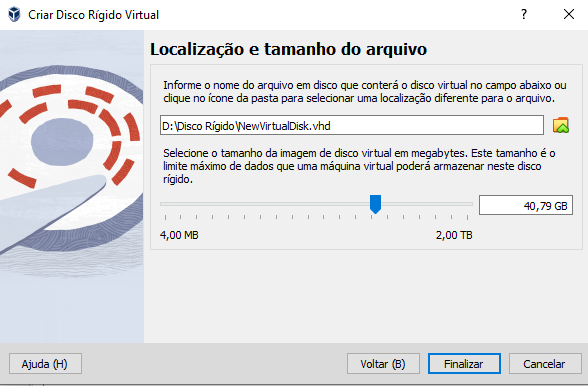 Criar Disco Rígido Virtual
Localização e tamanho do arquivo
Informe o nome do arquivo em disco que conterá o disco virtual no campo abaixo ou
clique no ícone da pasta para selecionar uma localização diferente para o arquivo.
D:\Disco Rígido\NewVirtualDisk.vhd
Selecione o tamanho da imagem de disco virtual em megabytes. Este tamanho é o
limite máximo de dados que uma máquina virtual poderá armazenar neste disco
rígido.
40,79 GB
4,00 MB 2,00 TB
Ajuda (H) Voltar (B) Finalizar Cancelar